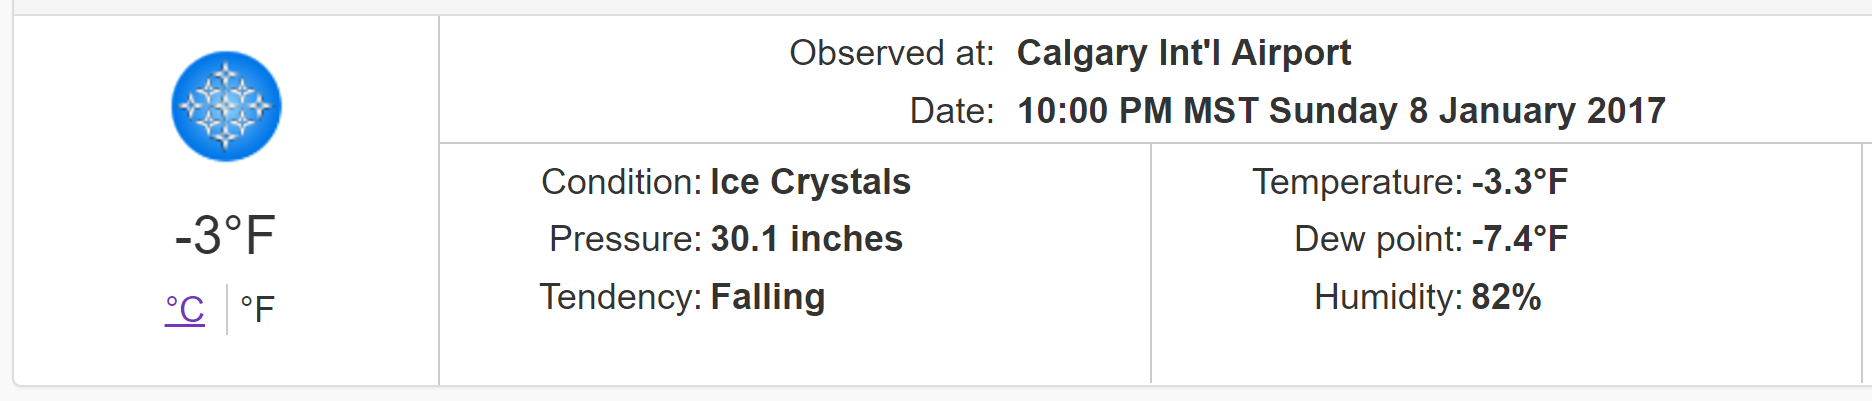 -3°F
°C °F
Observed at: Calgary Int'l Airport
Date: 10:00 PM MST Sunday 8 January 2017
Condition: Ice Crystals
Pressure: 30.1 inches
Tendency: Falling
Temperature: -3.3°F
Dew point: -7.4°F
Humidity: 82%